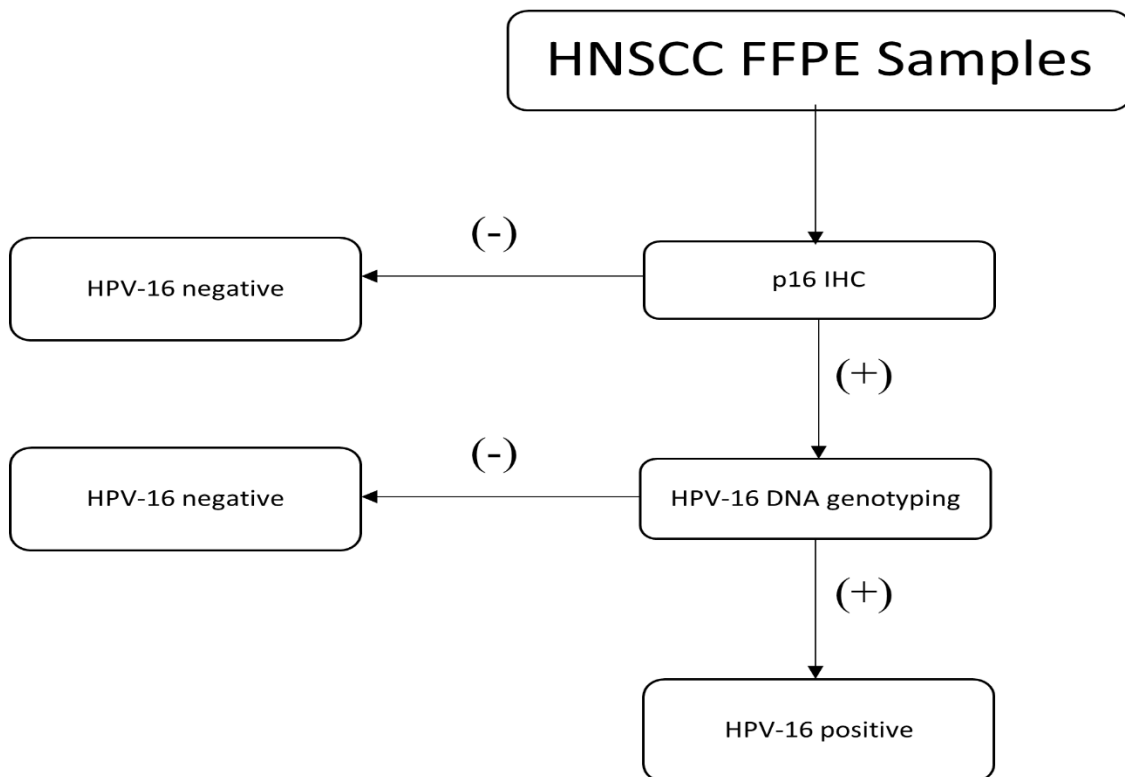 HNSCC FFPE Samples
(-)
HPV-16 negative
p16 IHC
(+)
(-)
HPV-16 negative
HPV-16 DNA genotyping
(+)
HPV-16 positive